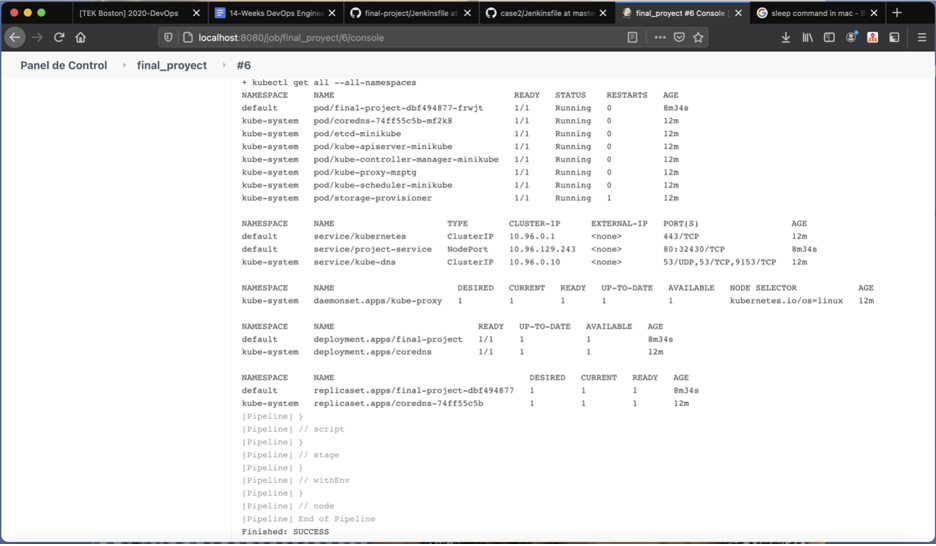 [TEK Boston] 2020-DevOps
14-Weeks DevOps Enginee
final-project/Jenkinsfile at
case2/Jenkinsfile at maste
final_proyect #6 Console [
sleep command in mac - B
localhost:8080/job/final_proyect/6/console
Panel de Control
final_proyect
#6
+ kubectl get all --all-namespaces
NAMESPACE NAME READY STATUS RESTARTS AGE
default pod/final-project-dbf494877-frwjt 1/1 Running 0 8m34s
kube-system pod/coredns-74ff55c5b-mf2k8 1/1 Running 0 12m
kube-system pod/etcd-minikube 1/1 Running 0 12m
kube-system pod/kube-apiserver-minikube 1/1 Running 0 12m
kube-system pod/kube-controller-manager-minikube 1/1 Running 0 12m
kube-system pod/kube-proxy-mzptg 1/1 Running 0 12m
kube-system pod/kube-scheduler-minikube 1/1 Running 0 12m
kube-system pod/storage-provisioner 1/1 Running 1 12m
NAMESPACE NAME TYPE CLUSTER-IP EXTERNAL-IP PORT(S) AGE
default service/kubernetes ClusterIP 10.96.0.1 <none> 443/TCP 12m
default service/project-service NodePort 10.96.129.243 <none> 80:32430/TCP 8m34s
kube-system service/kube-dns ClusterIP 10.96.0.10 <none> 53/UDP,53/TCP,9153/TCP 12m
NAMESPACE NAME DESIRED CURRENT READY UP-TO-DATE AVAILABLE NODE SELECTOR AGE
kube-system daemonset.apps/kube-proxy 1 1 1 1 1 kubernetes.io/os=linux 12m
NAMESPACE NAME READY UP-TO-DATE AVAILABLE AGE
default deployment.apps/final-project 1/1 1 1 8m34s
kube-system deployment.apps/coredns 1/1 1 1 12m
NAMESPACE NAME DESIRED CURRENT READY AGE
default replicaset.apps/final-project-dbf494877 1 1 1 8m34s
kube-system replicaset.apps/coredns-74ff55c5b 1 1 1 12m
[Pipeline] }
[Pipeline] // script
[Pipeline] }
[Pipeline] // stage
[Pipeline] }
[Pipeline] // withEnv
[Pipeline] }
[Pipeline] // node
[Pipeline] End of Pipeline
Finished: SUCCESS